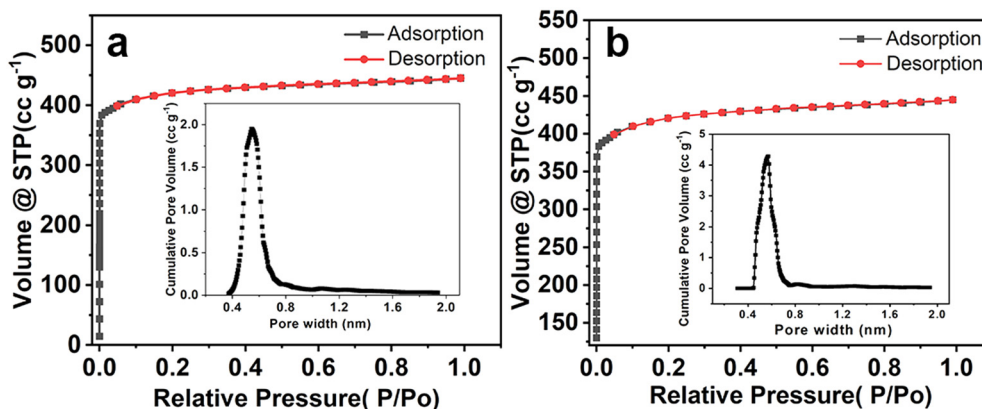 a
Adsorption
Desorption
Volume @ STP(cc g-1)
500
400
300
200
100
0
0.0 0.2 0.4 0.6 0.8 1.0
Relative Pressure( P/Po)
Cumulative Pore Volume (cc g-1)
2.0
1.5
1.0
0.5
0.0
0.4 0.8 1.2 1.6 2.0
Pore width (nm)
b
Adsorption
Desorption
Volume @ STP(cc g-1)
550
500
450
400
350
300
250
200
150
0.0 0.2 0.4 0.6 0.8 1.0
Relative Pressure( P/Po)
Cumulative Pore Volume (cc g-1)
5
4
3
2
1
0
0.4 0.8 1.2 1.6 2.0
Pore width (nm)